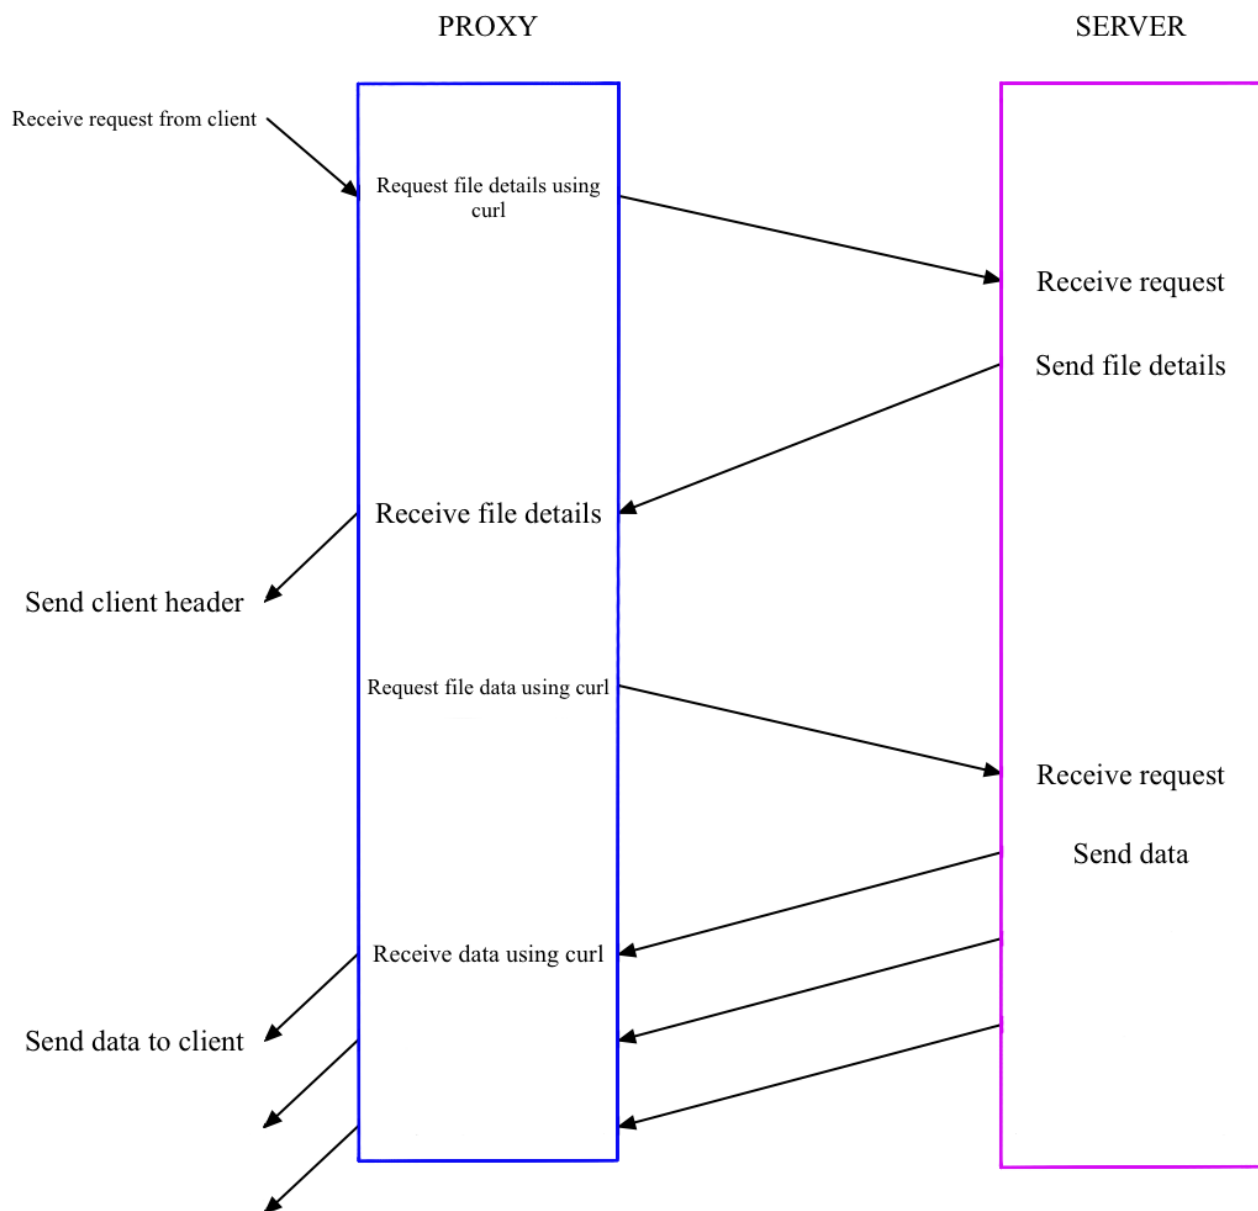 PROXY
SERVER
Receive request from client
Request file details using
curl
Receive request
Send file details
Receive file details
Send client header
Request file data using curl
Receive request
Send data
Receive data using curl
Send data to client